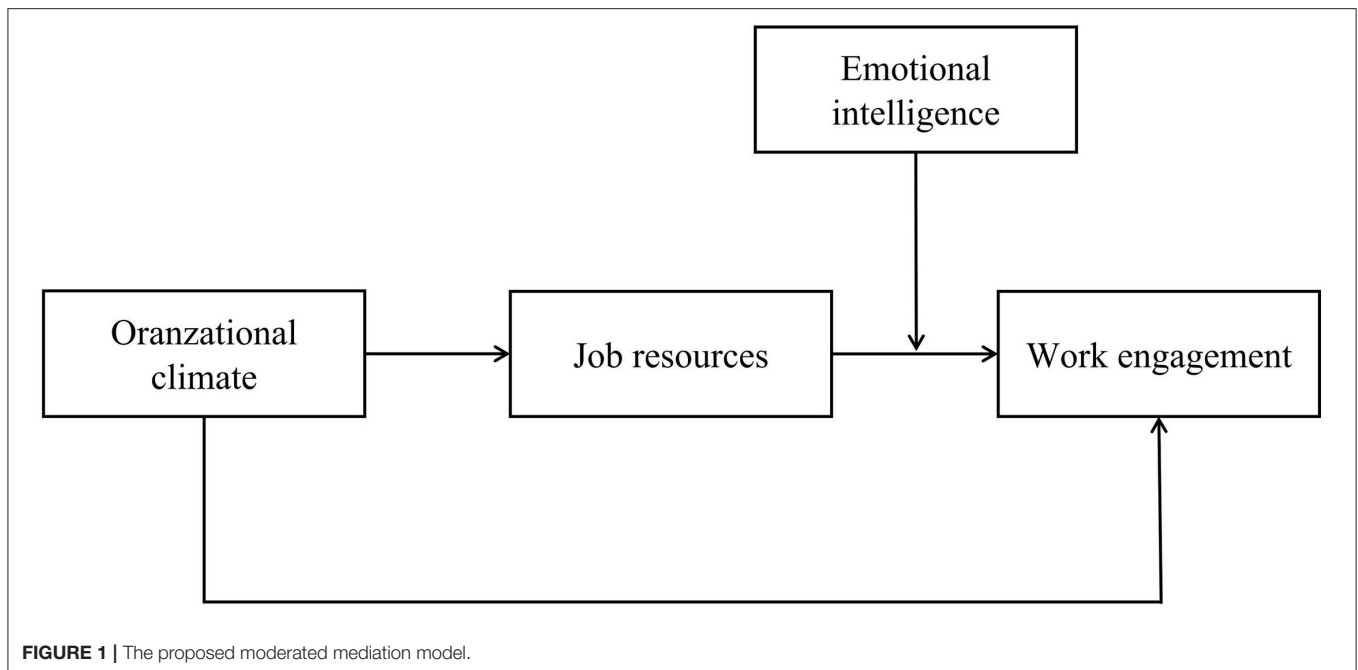 Emotional
intelligence
Oranzational
climate
Job resources
Work engagement
FIGURE 1 | The proposed moderated mediation model.